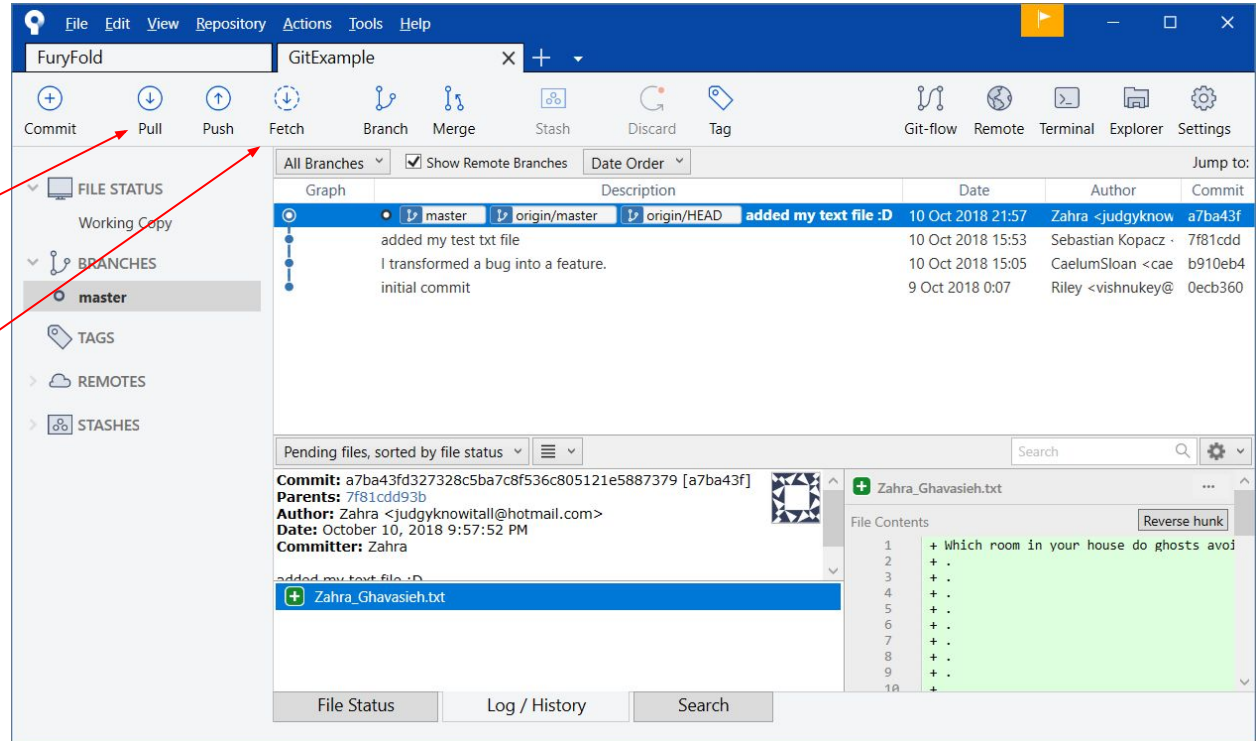 File Edit View Repository Actions Tools Help
FuryFold GitExample
Commit Pull Push Fetch Branch Merge Stash Discard Tag Git-flow Remote Terminal Explorer Settings
All Branches Show Remote Branches Date Order Jump to:
FILE STATUS
Working Copy
BRANCHES
master
TAGS
REMOTES
STASHES
Graph Description Date Author Commit
master origin/master origin/HEAD added my text file :D 10 Oct 2018 21:57 Zahra <judgyknow a7ba43f
added my test txt file 10 Oct 2018 15:53 Sebastian Kopacz 7f81cdd
I transformed a bug into a feature. 10 Oct 2018 15:05 CaelumSloan <cae b910eb4
initial commit 9 Oct 2018 0:07 Riley <vishnukey@ 0ecb360
Pending files, sorted by file status Search
Commit: a7ba43fd327328c5ba7c8f536c805121e5887379 [a7ba43f]
Parents: 7f81cdd93b
Author: Zahra <judgyknowitall@hotmail.com>
Date: October 10, 2018 9:57:52 PM
Committer: Zahra
added my text file :D
Zahra_Ghavasieh.txt
Zahra_Ghavasieh.txt ...
File Contents Reverse hunk
1 + Which room in your house do ghosts avoi
2 + .
3 + .
4 + .
5 + .
6 + .
7 + .
8 + .
9 + .
10 +
File Status Log / History Search